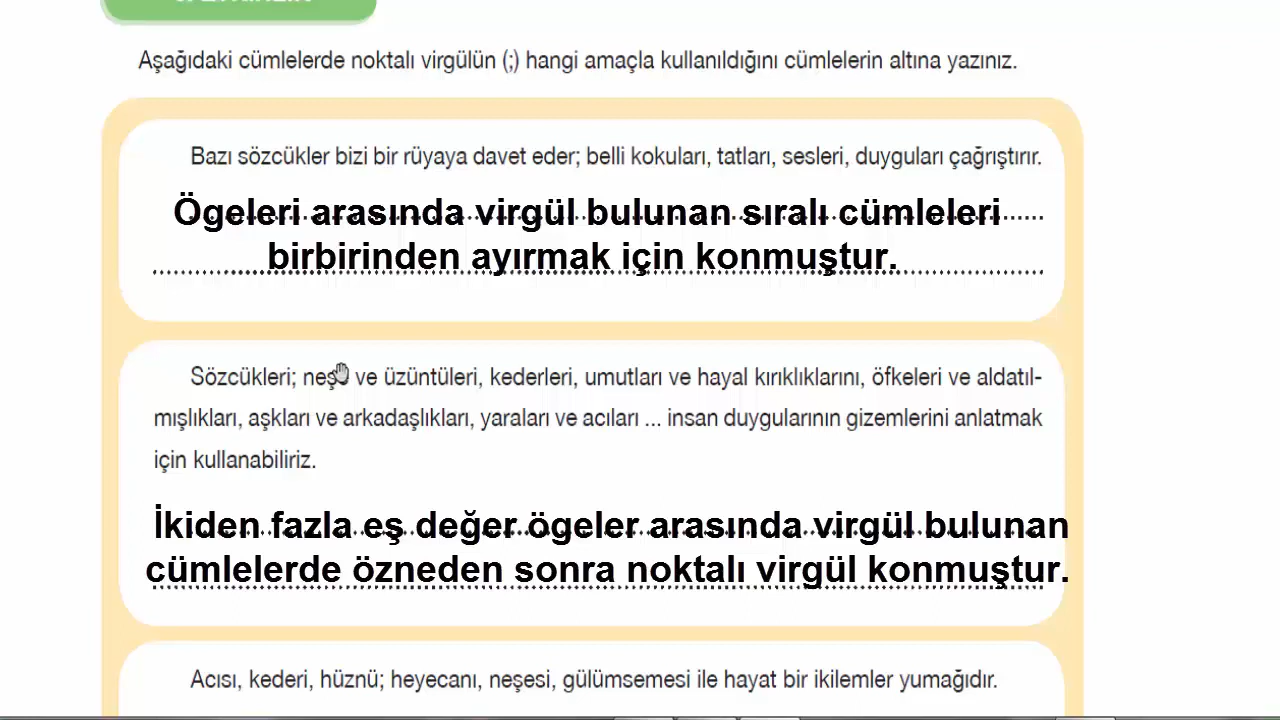 Aşağıdaki cümlelerde noktalı virgülün (;) hangi amaçla kullanıldığını cümlelerin altına yazınız.
Bazı sözcükler bizi bir rüyaya davet eder; belli kokuları, tatları, sesleri, duyguları çağrıştırır.
Ögeleri arasında virgül bulunan sıralı cümleleri
birbirinden ayırmak için konmuştur.
Sözcükleri; neş ve üzüntüleri, kederleri, umutları ve hayal kırıklıklarını, öfkeleri ve aldatıl-
mışlıkları, aşkları ve arkadaşlıkları, yaraları ve acıları ... insan duygularının gizemlerini anlatmak
için kullanabiliriz.
İkiden fazla eş değer ögeler arasında virgül bulunan
cümlelerde özneden sonra noktalı virgül konmuştur.
Acısı, kederi, hüznü; heyecanı, neşesi, gülümsemesi ile hayat bir ikilemler yumağıdır.